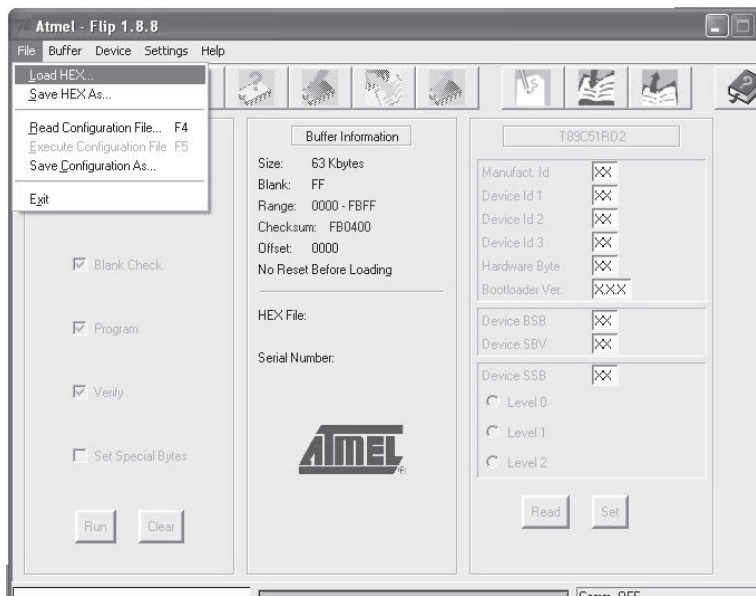 Atmel - Flip 1.8.8
File Buffer Device Settings Help
Load HEX...
Save HEX As...
Read Configuration File... F4
Execute Configuration File F5
Save Configuration As...
Exit
Blank Check
Program
Verify
Set Special Bytes
Run Clear
Buffer Information
Size: 63 Kbytes
Blank: FF
Range: 0000 - FBFF
Checksum: FB0400
Offset: 0000
No Reset Before Loading
HEX File:
Serial Number:
ATMEL
T89C51RD2
Manufact. Id XX
Device Id 1 XX
Device Id 2 XX
Device Id 3 XX
Hardware Byte XX
Bootloader Ver. XXX
Device BSB XX
Device SBV XX
Device SSB XX
Level 0
Level 1
Level 2
Read Set
Comm OFF